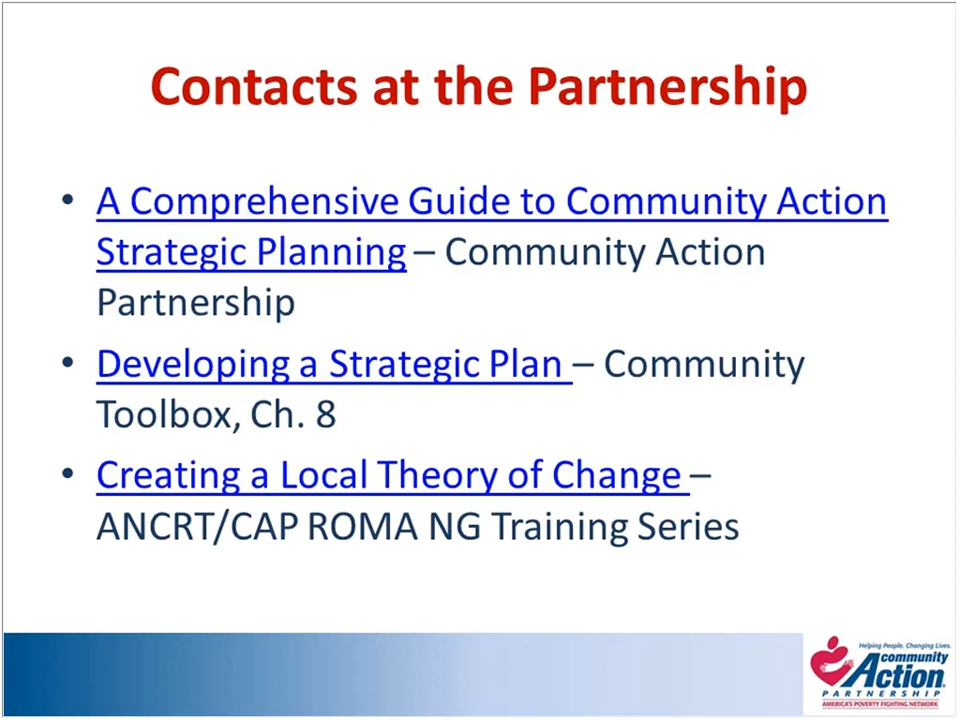 Contacts at the Partnership
• A Comprehensive Guide to Community Action
Strategic Planning – Community Action
Partnership
• Developing a Strategic Plan – Community
Toolbox, Ch. 8
• Creating a Local Theory of Change –
ANCRT/CAP ROMA NG Training Series
Helping People. Changing Lives.
community
Action®
PARTNERSHIP
AMERICA'S POVERTY FIGHTING NETWORK